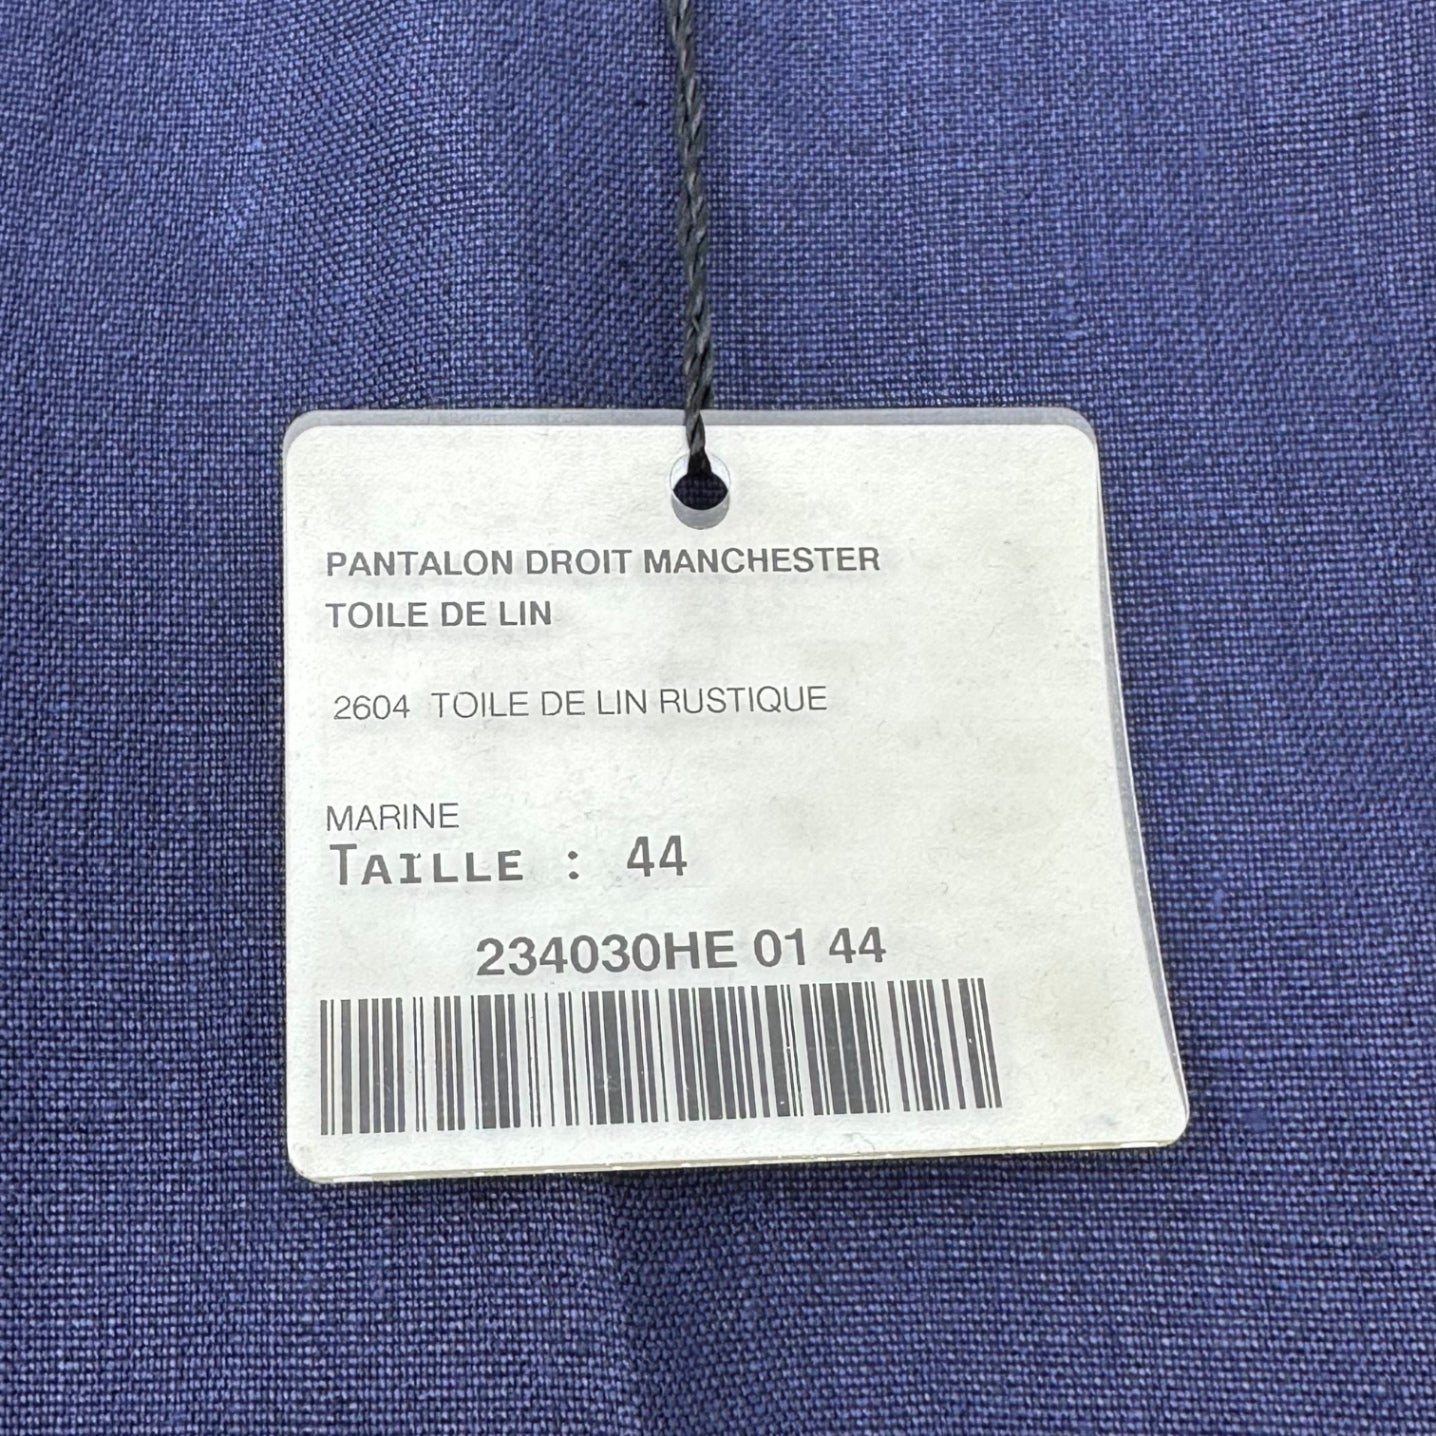 PANTALON DROIT MANCHESTER
TOILE DE LIN
2604 TOILE DE LIN RUSTIQUE
MARINE
TAILLE : 44
234030HE 01 44